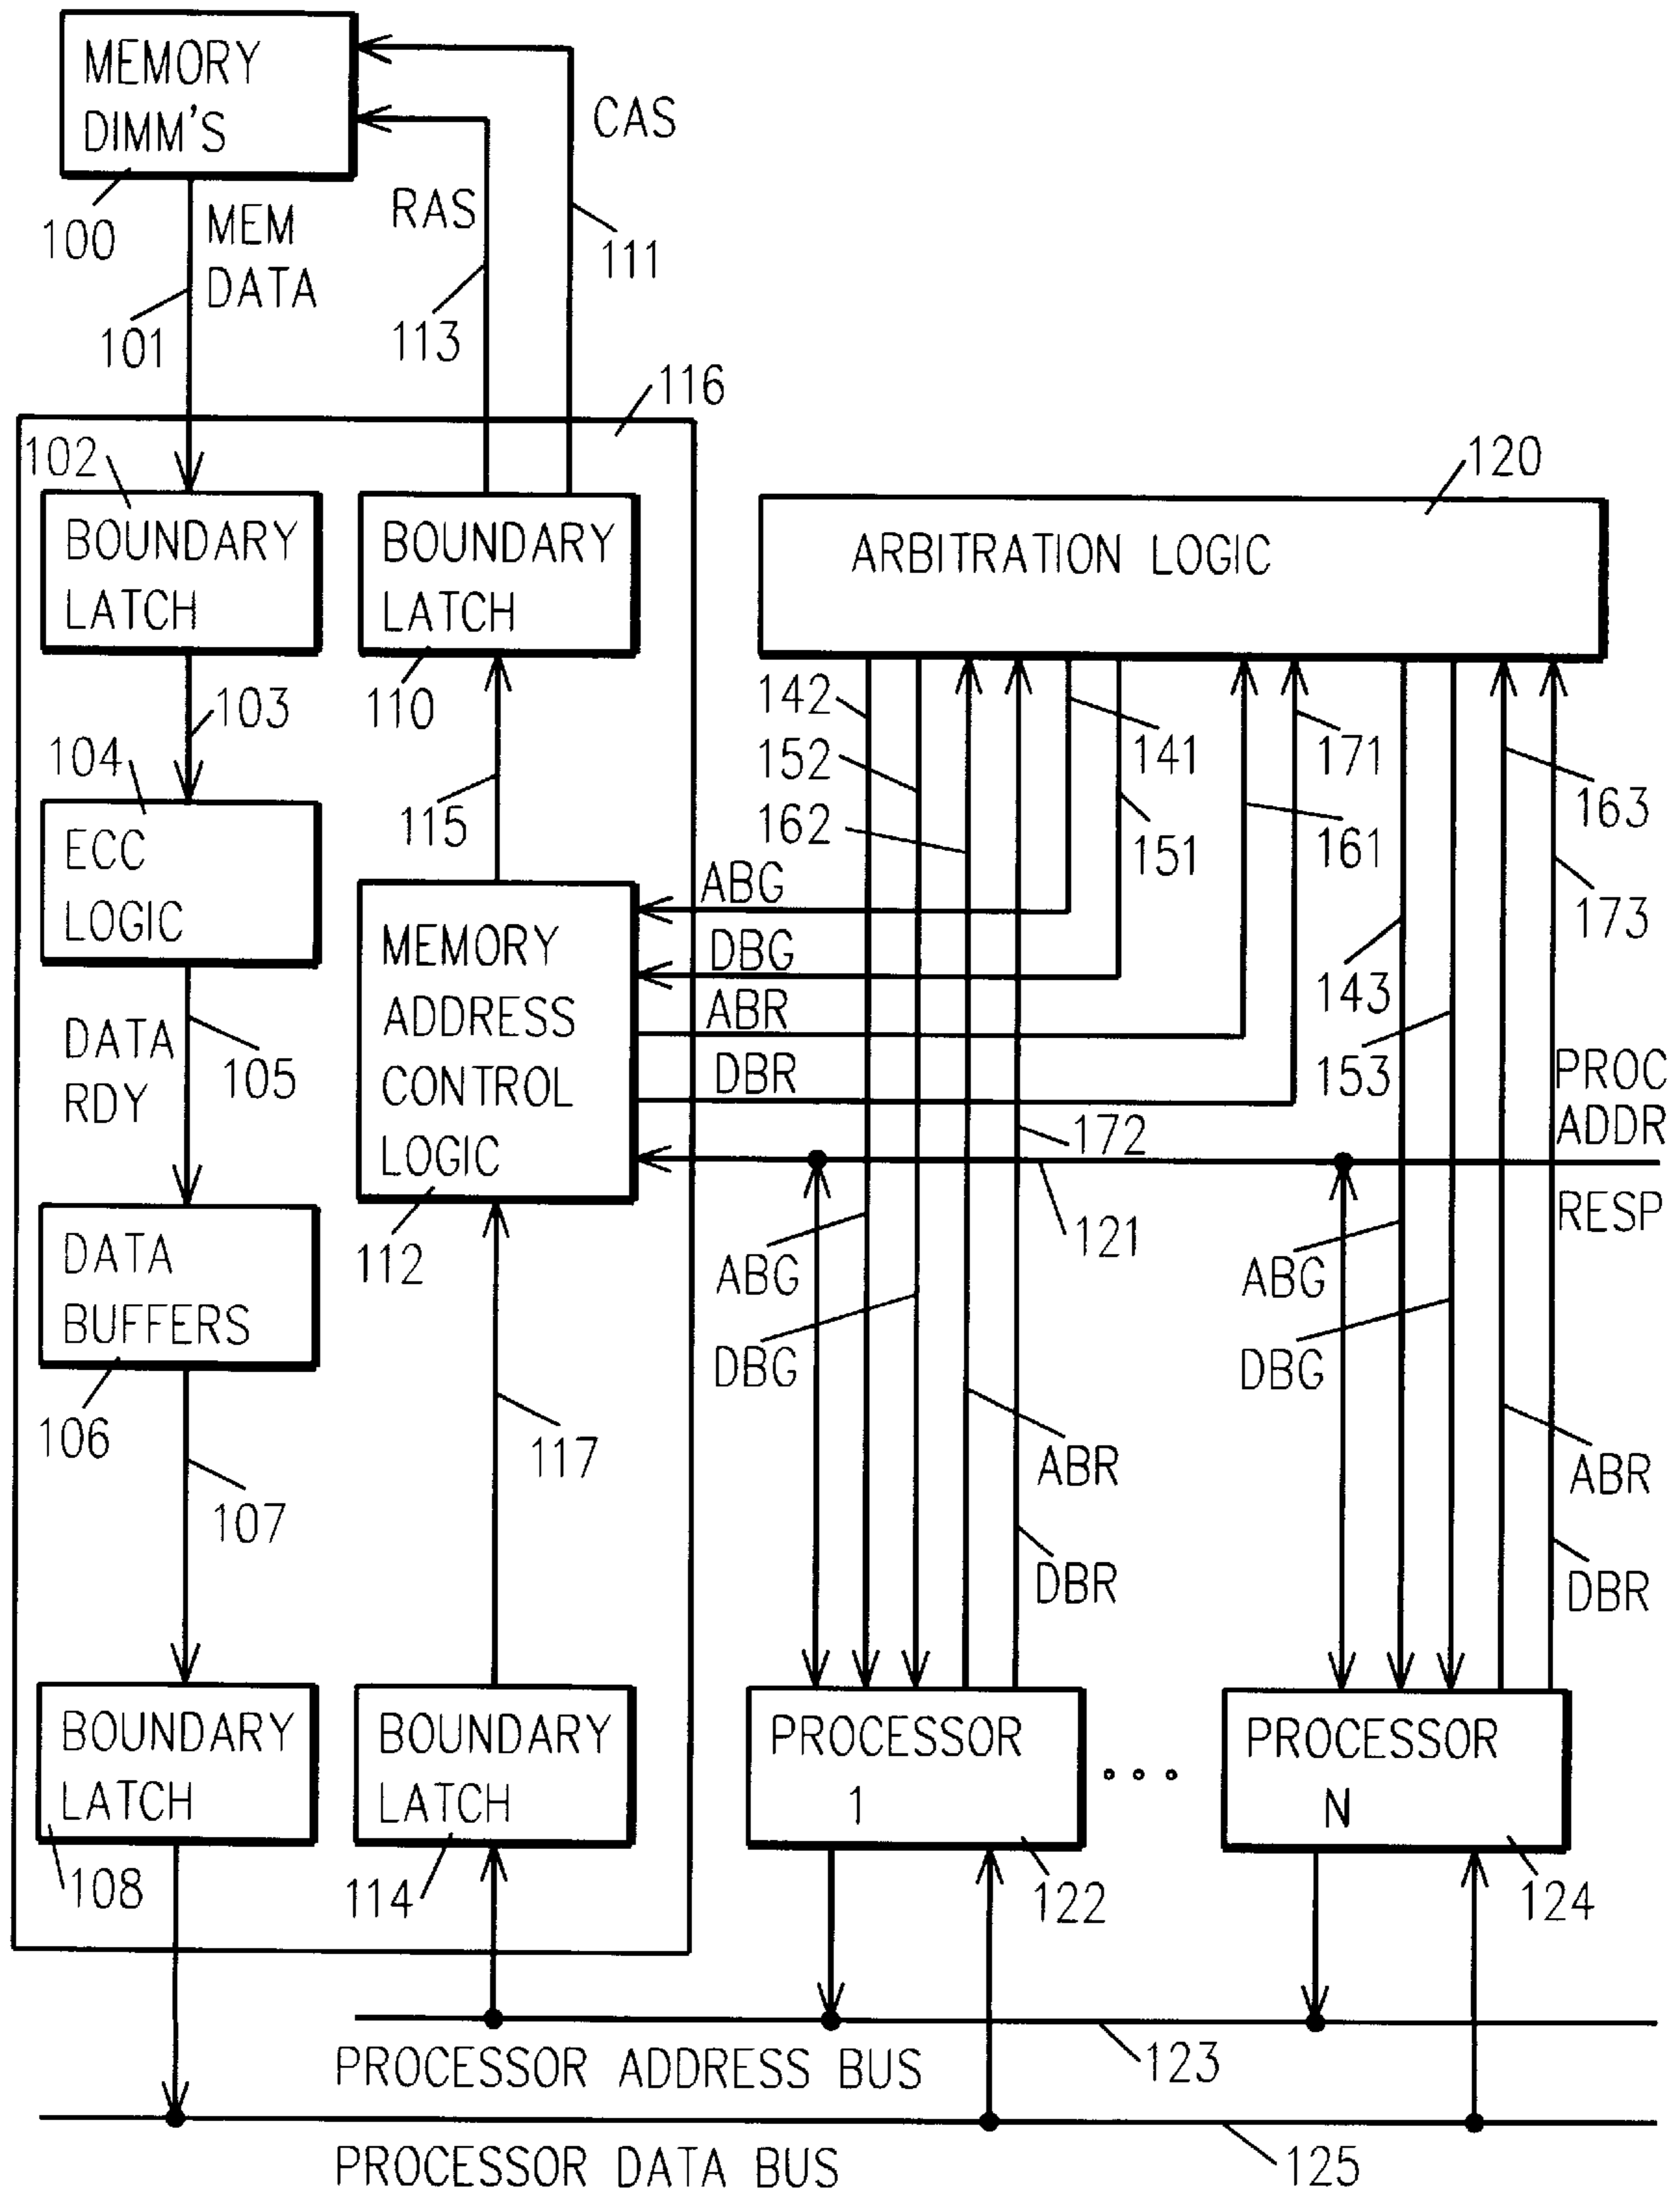 MEMORY
DIMM'S
100
MEM
DATA
101
RAS
CAS
113
111
116
102
BOUNDARY
LATCH
BOUNDARY
LATCH
110
103
104
ECC
LOGIC
115
DATA
RDY
105
MEMORY
ADDRESS
CONTROL
LOGIC
112
DATA
BUFFERS
106
107
117
BOUNDARY
LATCH
108
BOUNDARY
LATCH
114
120
ARBITRATION LOGIC
142
152
162
141
151
171
161
163
173
143
153
ABG
DBG
ABR
DBR
172
121
PROC
ADDR
RESP
ABG
DBG
ABR
DBR
ABG
DBG
ABR
DBR
PROCESSOR
1
122
PROCESSOR
N
124
PROCESSOR ADDRESS BUS
123
PROCESSOR DATA BUS
125